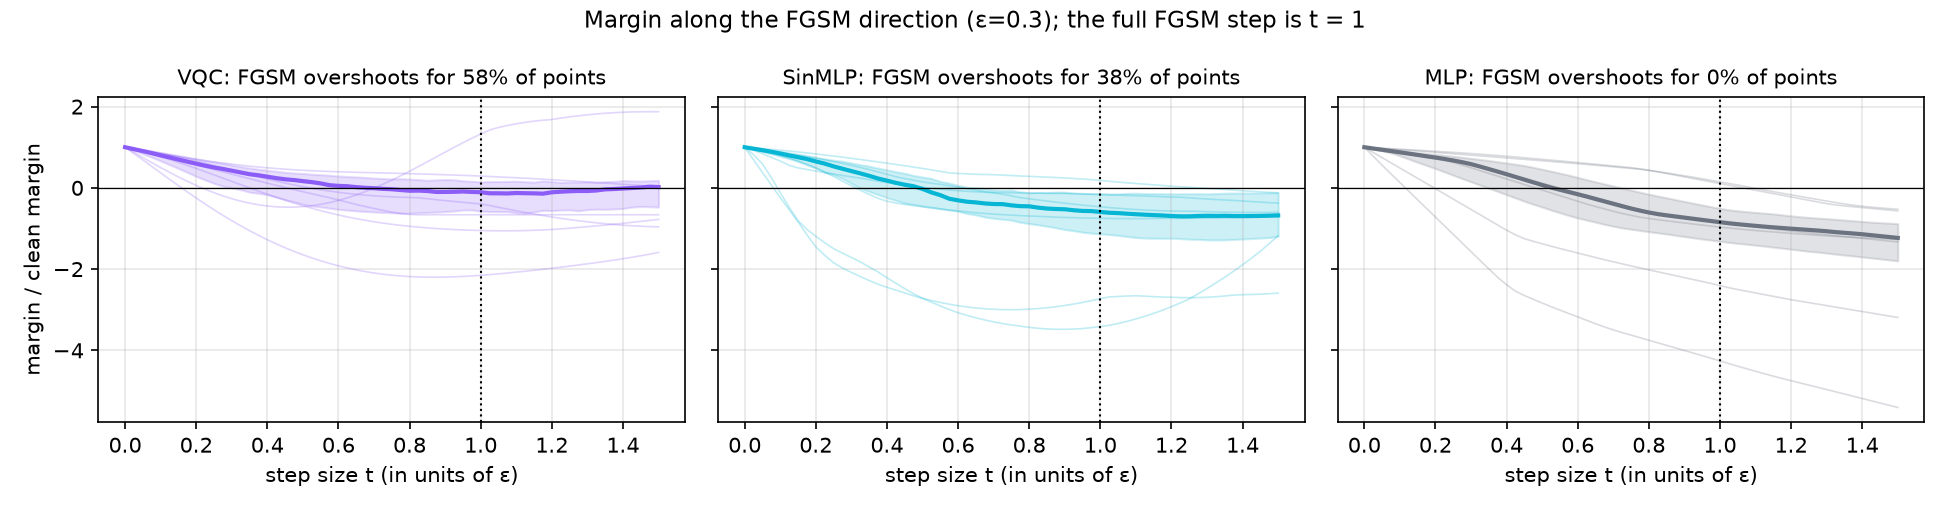 Margin along the FGSM direction (ε=0.3); the full FGSM step is t = 1
VQC: FGSM overshoots for 58% of points
SinMLP: FGSM overshoots for 38% of points
MLP: FGSM overshoots for 0% of points
margin / clean margin
2
0
−2
−4
0.0 0.2 0.4 0.6 0.8 1.0 1.2 1.4
0.0 0.2 0.4 0.6 0.8 1.0 1.2 1.4
0.0 0.2 0.4 0.6 0.8 1.0 1.2 1.4
step size t (in units of ε)
step size t (in units of ε)
step size t (in units of ε)